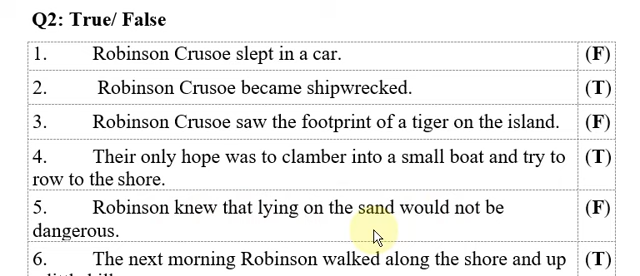 Q2: True/ False
1. Robinson Crusoe slept in a car. (F)
2. Robinson Crusoe became shipwrecked. (T)
3. Robinson Crusoe saw the footprint of a tiger on the island. (F)
4. Their only hope was to clamber into a small boat and try to (T)
row to the shore.
5. Robinson knew that lying on the sand would not be (F)
dangerous.
6. The next morning Robinson walked along the shore and up (T)